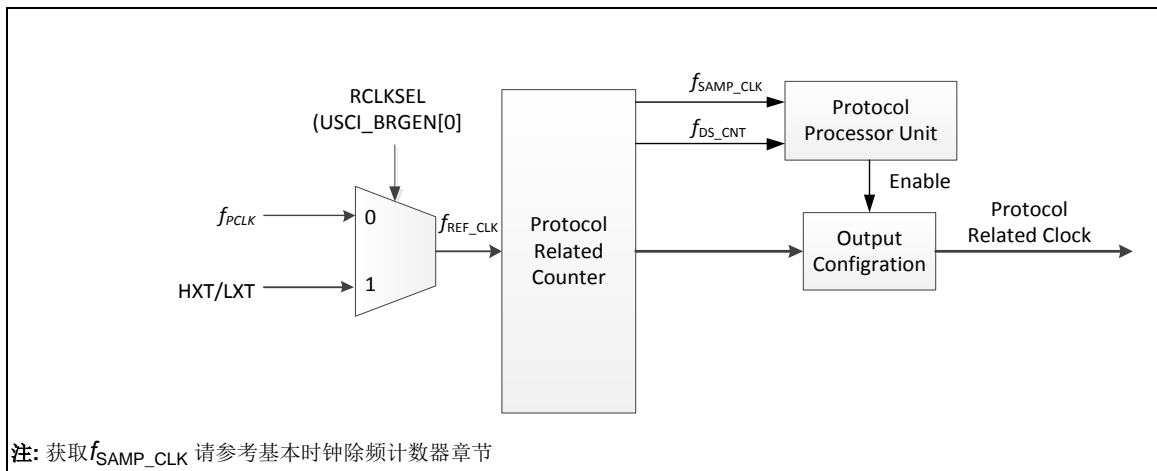 RCLKSEL
(USCI_BRGEN[0]
fPCLK
0
HXT/LXT
1
fREF_CLK
Protocol
Related
Counter
fSAMP_CLK
fDS_CNT
Protocol
Processor Unit
Enable
Output
Configration
Protocol
Related Clock
注: 获取fSAMP_CLK 请参考基本时钟除频计数器章节